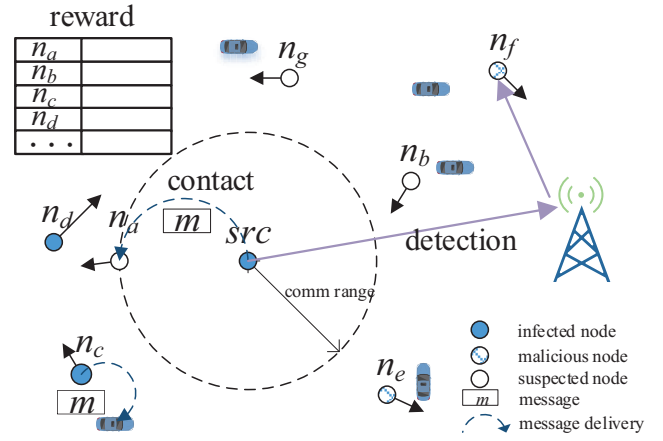 reward
n_a
n_b
n_c
n_d
...
n_g
n_f
n_b
contact
m
n_d
n_a
src
detection
comm range
n_c
m
n_e
infected node
malicious node
suspected node
m message
message delivery